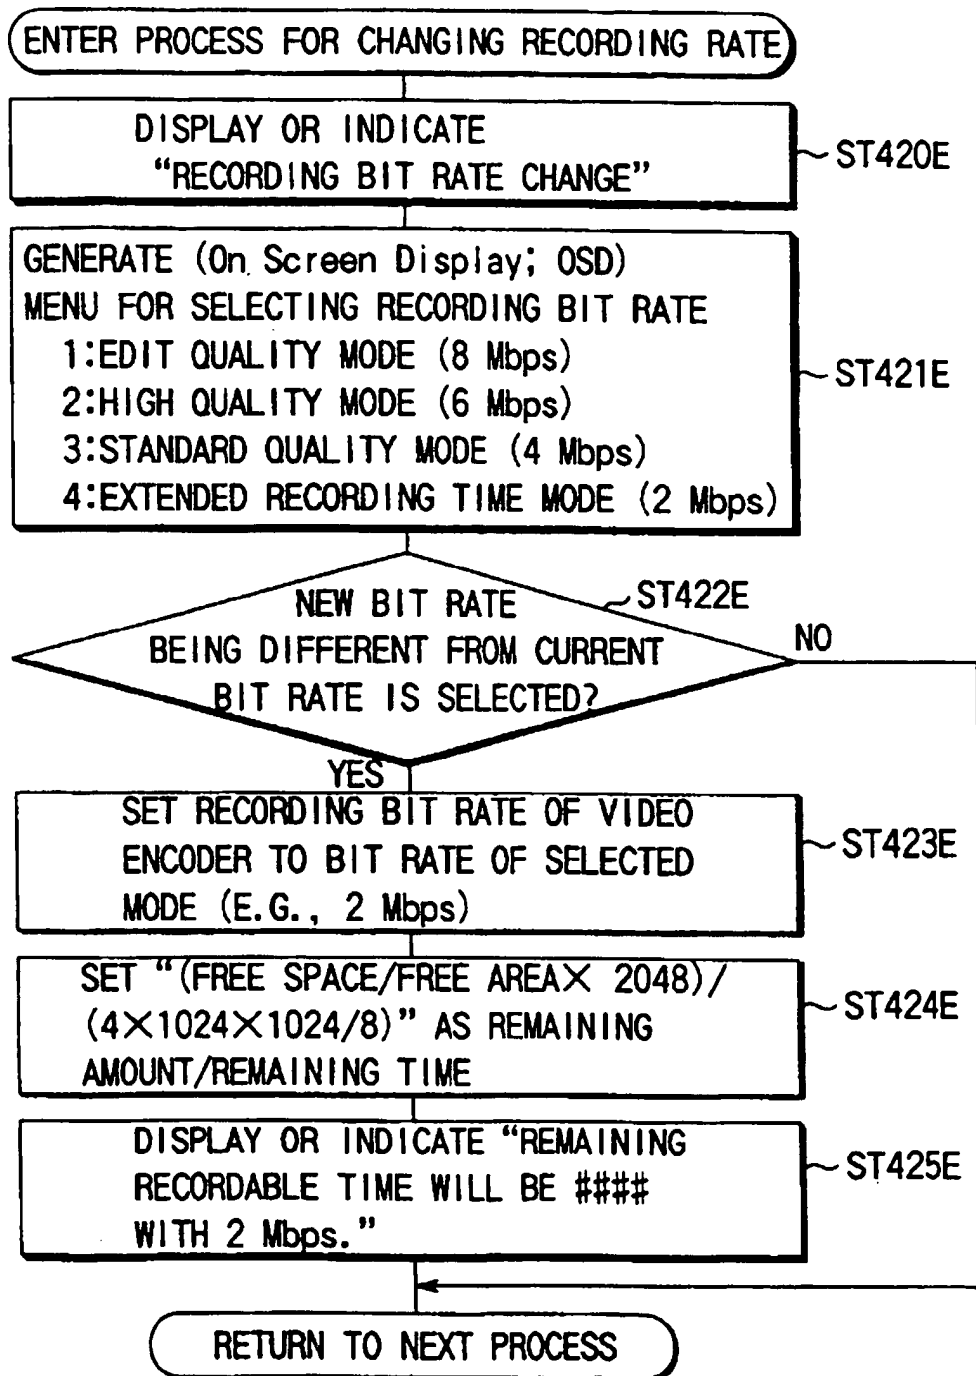 ENTER PROCESS FOR CHANGING RECORDING RATE
DISPLAY OR INDICATE
"RECORDING BIT RATE CHANGE"
ST420E
GENERATE (On Screen Display; OSD)
MENU FOR SELECTING RECORDING BIT RATE
1:EDIT QUALITY MODE (8 Mbps)
2:HIGH QUALITY MODE (6 Mbps)
3:STANDARD QUALITY MODE (4 Mbps)
4:EXTENDED RECORDING TIME MODE (2 Mbps)
ST421E
NEW BIT RATE
BEING DIFFERENT FROM CURRENT
BIT RATE IS SELECTED?
ST422E
NO
YES
SET RECORDING BIT RATE OF VIDEO
ENCODER TO BIT RATE OF SELECTED
MODE (E.G., 2 Mbps)
ST423E
SET "(FREE SPACE/FREE AREA× 2048)/
(4×1024×1024/8)" AS REMAINING
AMOUNT/REMAINING TIME
ST424E
DISPLAY OR INDICATE "REMAINING
RECORDABLE TIME WILL BE ####
WITH 2 Mbps."
ST425E
RETURN TO NEXT PROCESS